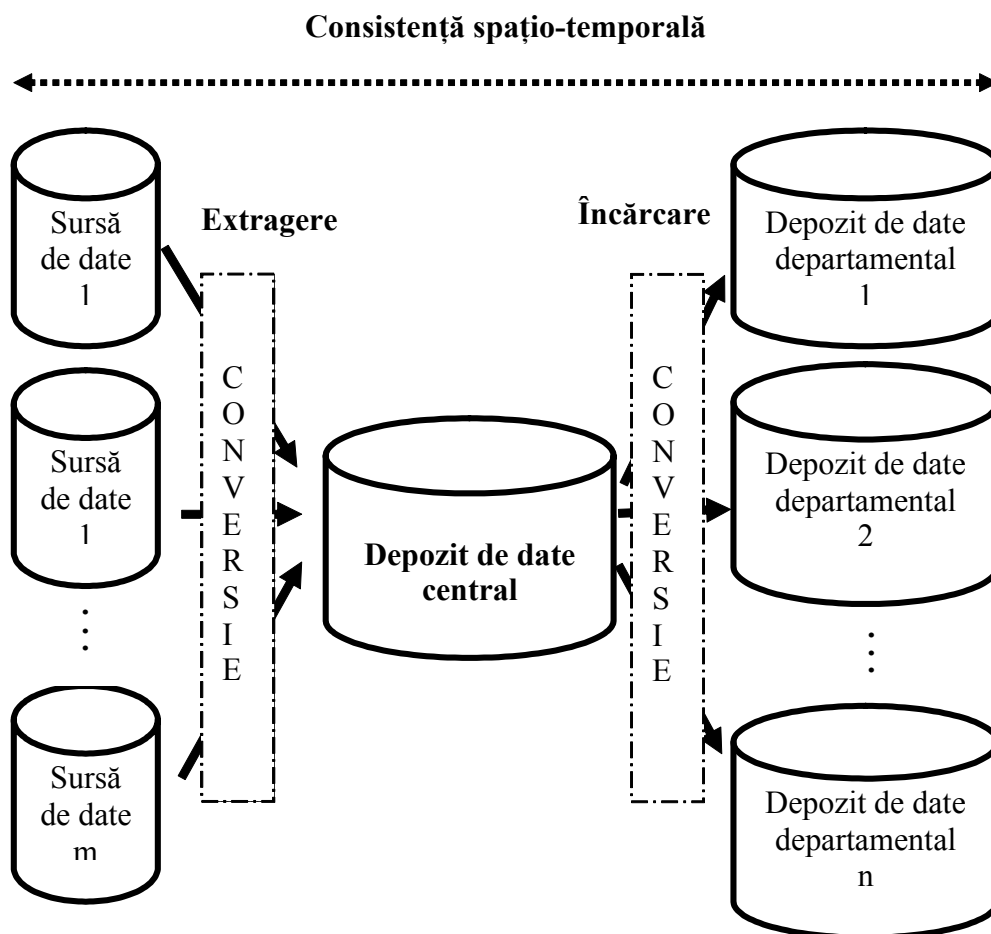 Consistență spațio-temporală
Sursă
de date
1
Extragere
Încărcare
Depozit de date
departamental
1
Sursă
de date
1
C
O
N
V
E
R
S
I
E
Depozit de date
central
C
O
N
V
E
R
S
I
E
Depozit de date
departamental
2
Sursă
de date
m
Depozit de date
departamental
n